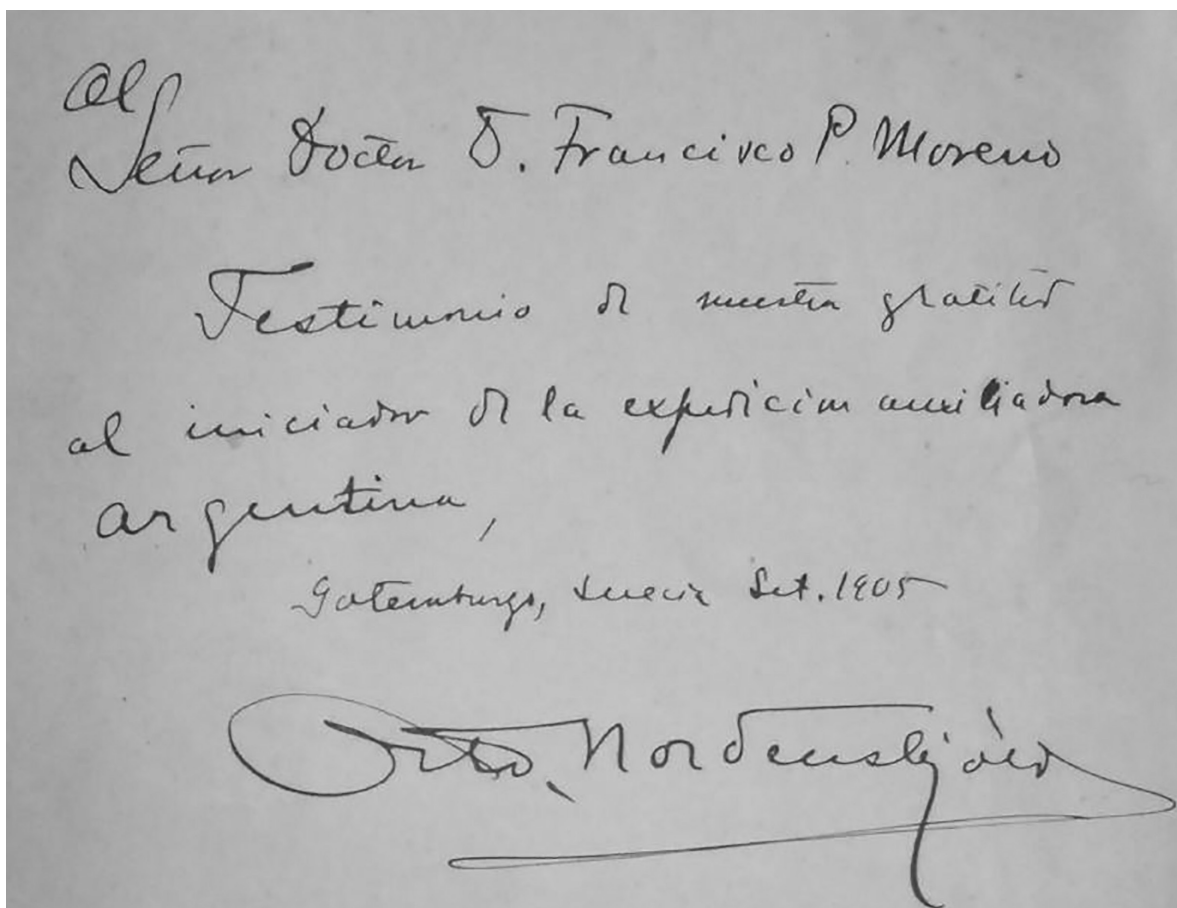 Al
Señor Doctor D. Francisco P. Moreno
Testimonio de nuestra gratitud
al iniciador de la expedicion auxiliadora
argentina,
Gotemburgo, Suecia Set. 1905
Otto Nordenskjöld